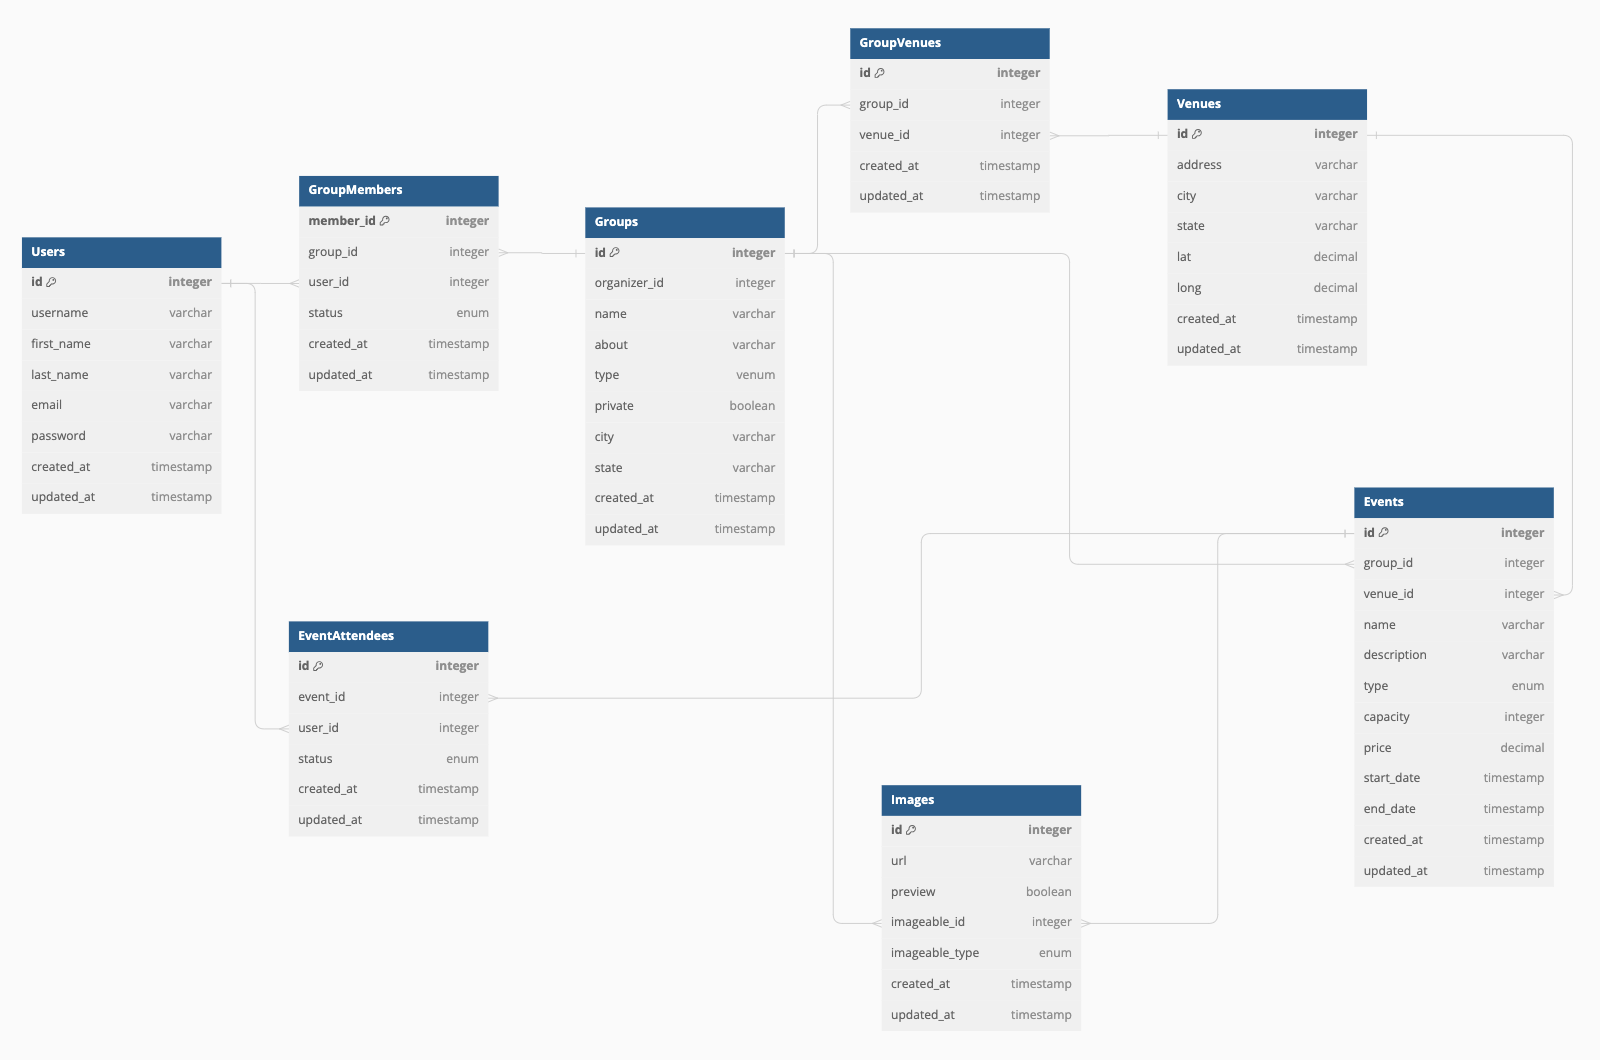 GroupVenues
id integer
group_id integer
venue_id integer
created_at timestamp
updated_at timestamp
Venues
id integer
address varchar
city varchar
state varchar
lat decimal
long decimal
created_at timestamp
updated_at timestamp
GroupMembers
member_id integer
group_id integer
user_id integer
status enum
created_at timestamp
updated_at timestamp
Groups
id integer
organizer_id integer
name varchar
about varchar
type venum
private boolean
city varchar
state varchar
created_at timestamp
updated_at timestamp
Users
id integer
username varchar
first_name varchar
last_name varchar
email varchar
password varchar
created_at timestamp
updated_at timestamp
Events
id integer
group_id integer
venue_id integer
name varchar
description varchar
type enum
capacity integer
price decimal
start_date timestamp
end_date timestamp
created_at timestamp
updated_at timestamp
EventAttendees
id integer
event_id integer
user_id integer
status enum
created_at timestamp
updated_at timestamp
Images
id integer
url varchar
preview boolean
imageable_id integer
imageable_type enum
created_at timestamp
updated_at timestamp